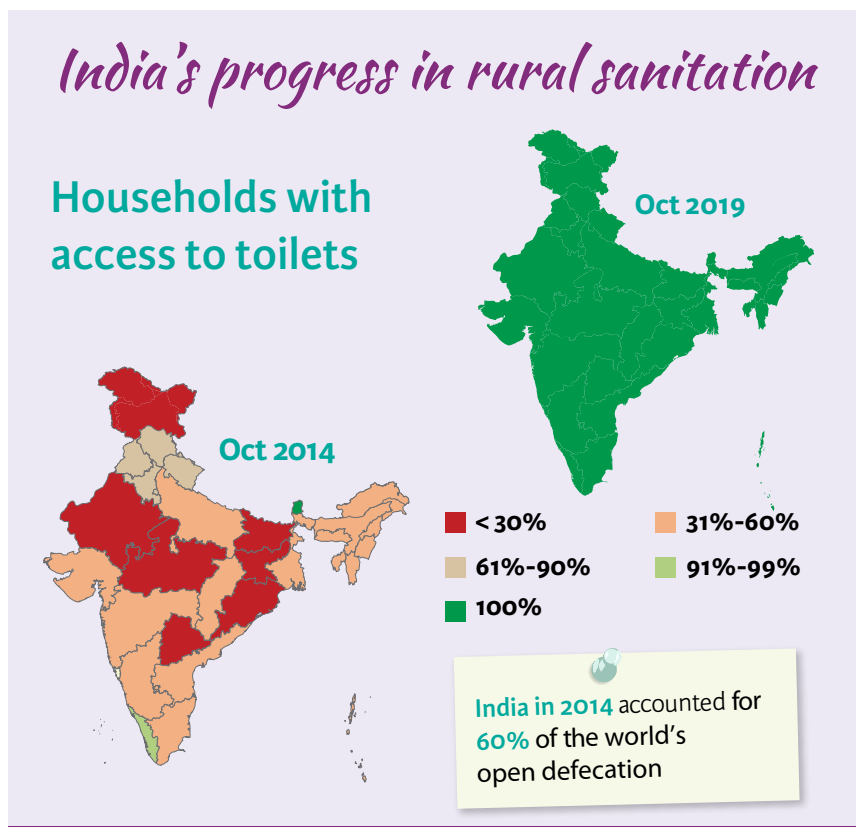 India's progress in rural sanitation
Households with
access to toilets
Oct 2019
Oct 2014
< 30%
31%-60%
61%-90%
91%-99%
100%
India in 2014 accounted for
60% of the world's
open defecation